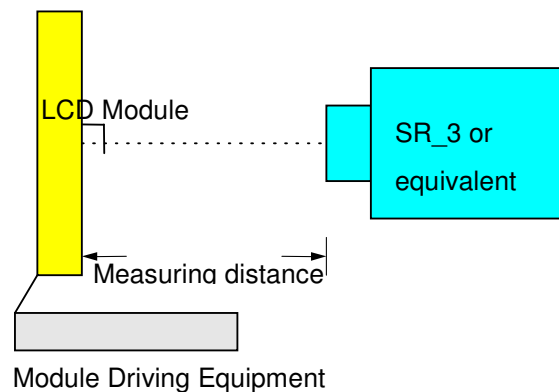 LCD Module
SR_3 or
equivalent
Measuring distance
Module Driving Equipment